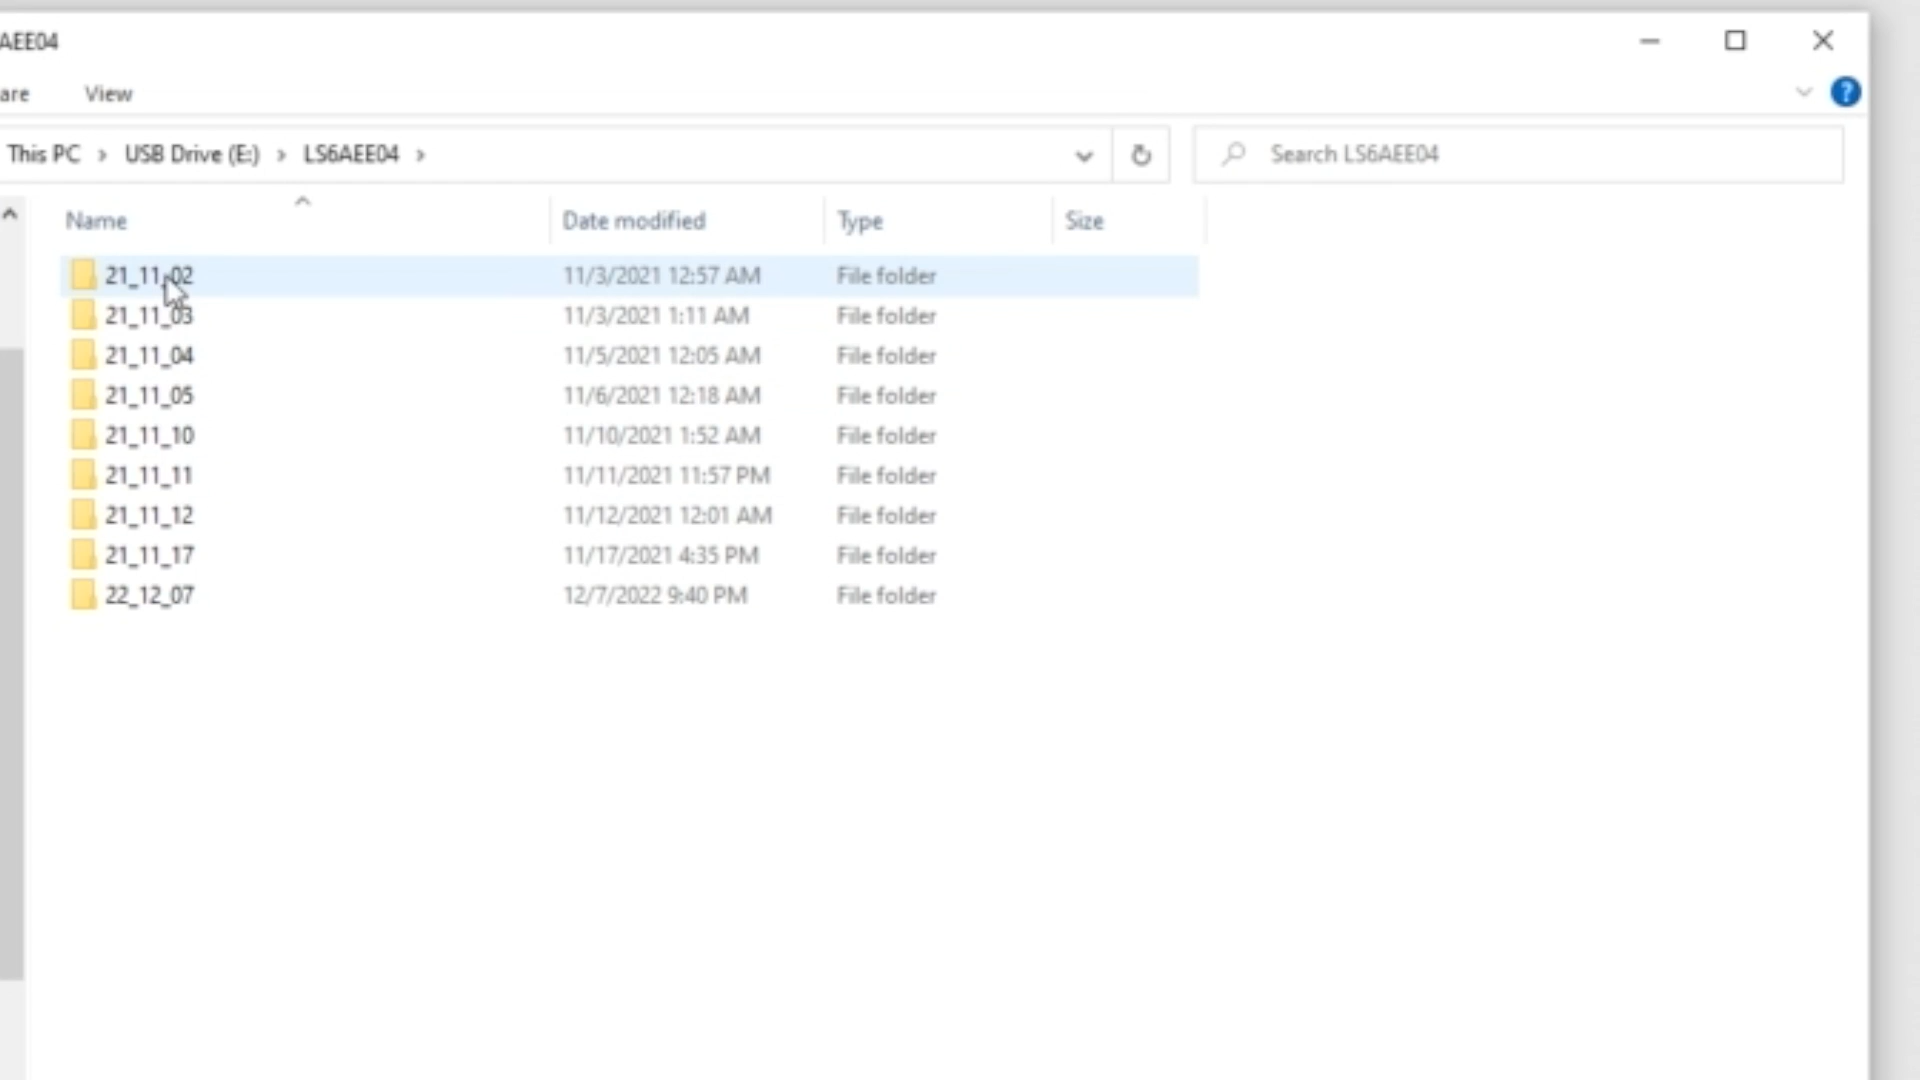 AEE04
are View
This PC > USB Drive (E:) > LS6AEE04 > Search LS6AEE04
Name Date modified Type Size
21_11_02 11/3/2021 12:57 AM File folder
21_11_03 11/3/2021 1:11 AM File folder
21_11_04 11/5/2021 12:05 AM File folder
21_11_05 11/6/2021 12:18 AM File folder
21_11_10 11/10/2021 1:52 AM File folder
21_11_11 11/11/2021 11:57 PM File folder
21_11_12 11/12/2021 12:01 AM File folder
21_11_17 11/17/2021 4:35 PM File folder
22_12_07 12/7/2022 9:40 PM File folder